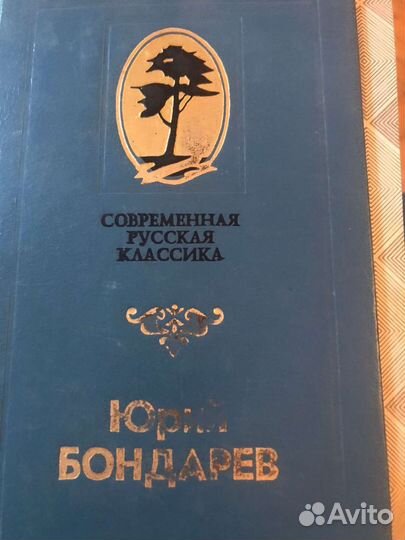 СОВРЕМЕННАЯ
РУССКАЯ
КЛАССИКА
Юрий
БОНДАРЕВ
Avito